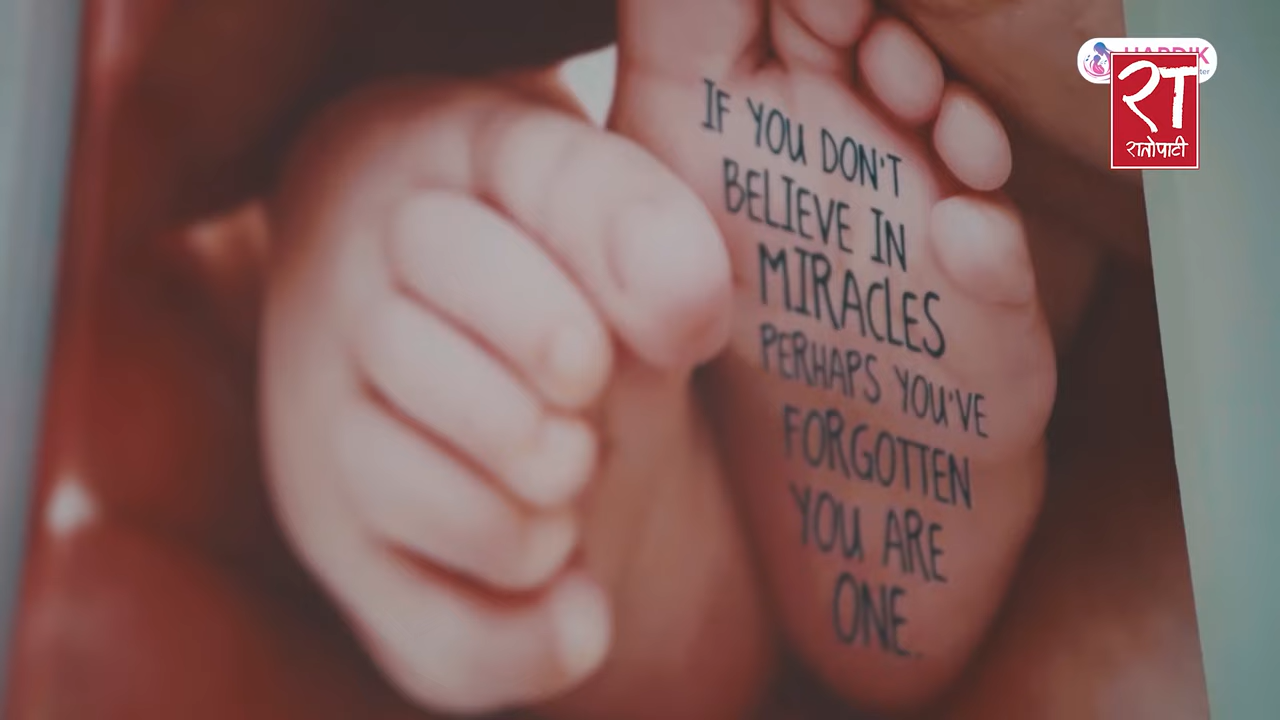 IF YOU DON'T
BELIEVE IN
MIRACLES
PERHAPS YOU'VE
FORGOTTEN
YOU ARE
ONE.
रा
रातोपाटी